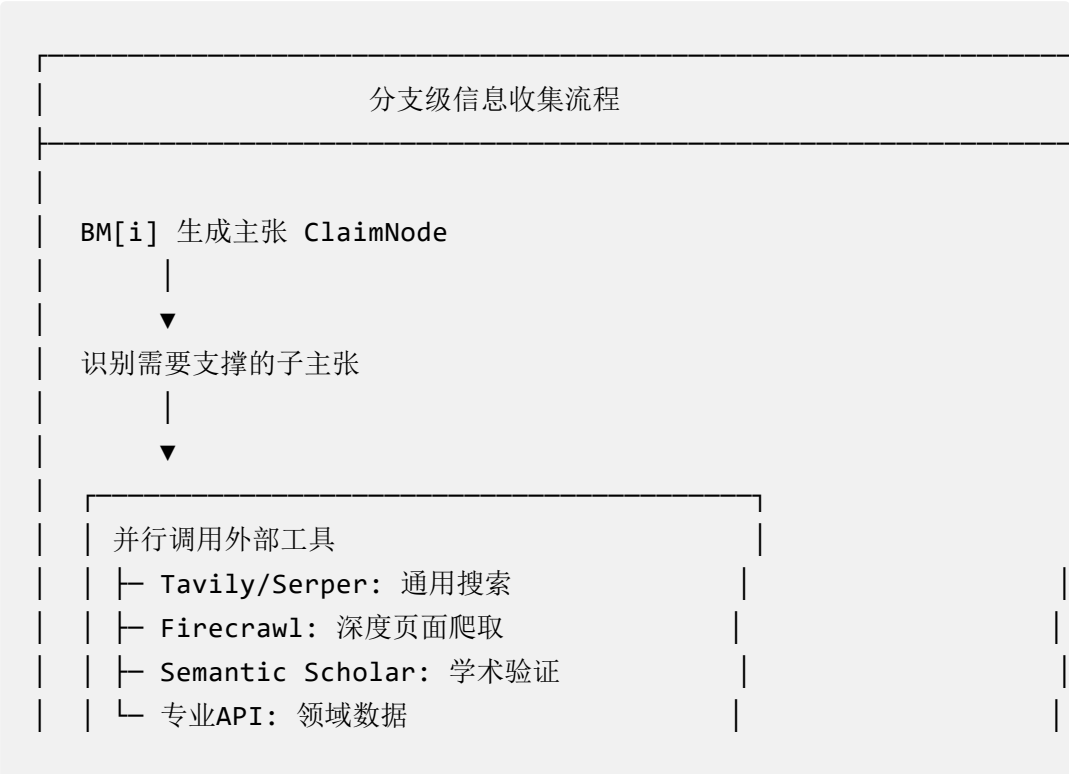 分支级信息收集流程
BM[i] 生成主张 ClaimNode
识别需要支撑的子主张
并行调用外部工具
├─ Tavily/Serper: 通用搜索
├─ Firecrawl: 深度页面爬取
├─ Semantic Scholar: 学术验证
└─ 专业API: 领域数据